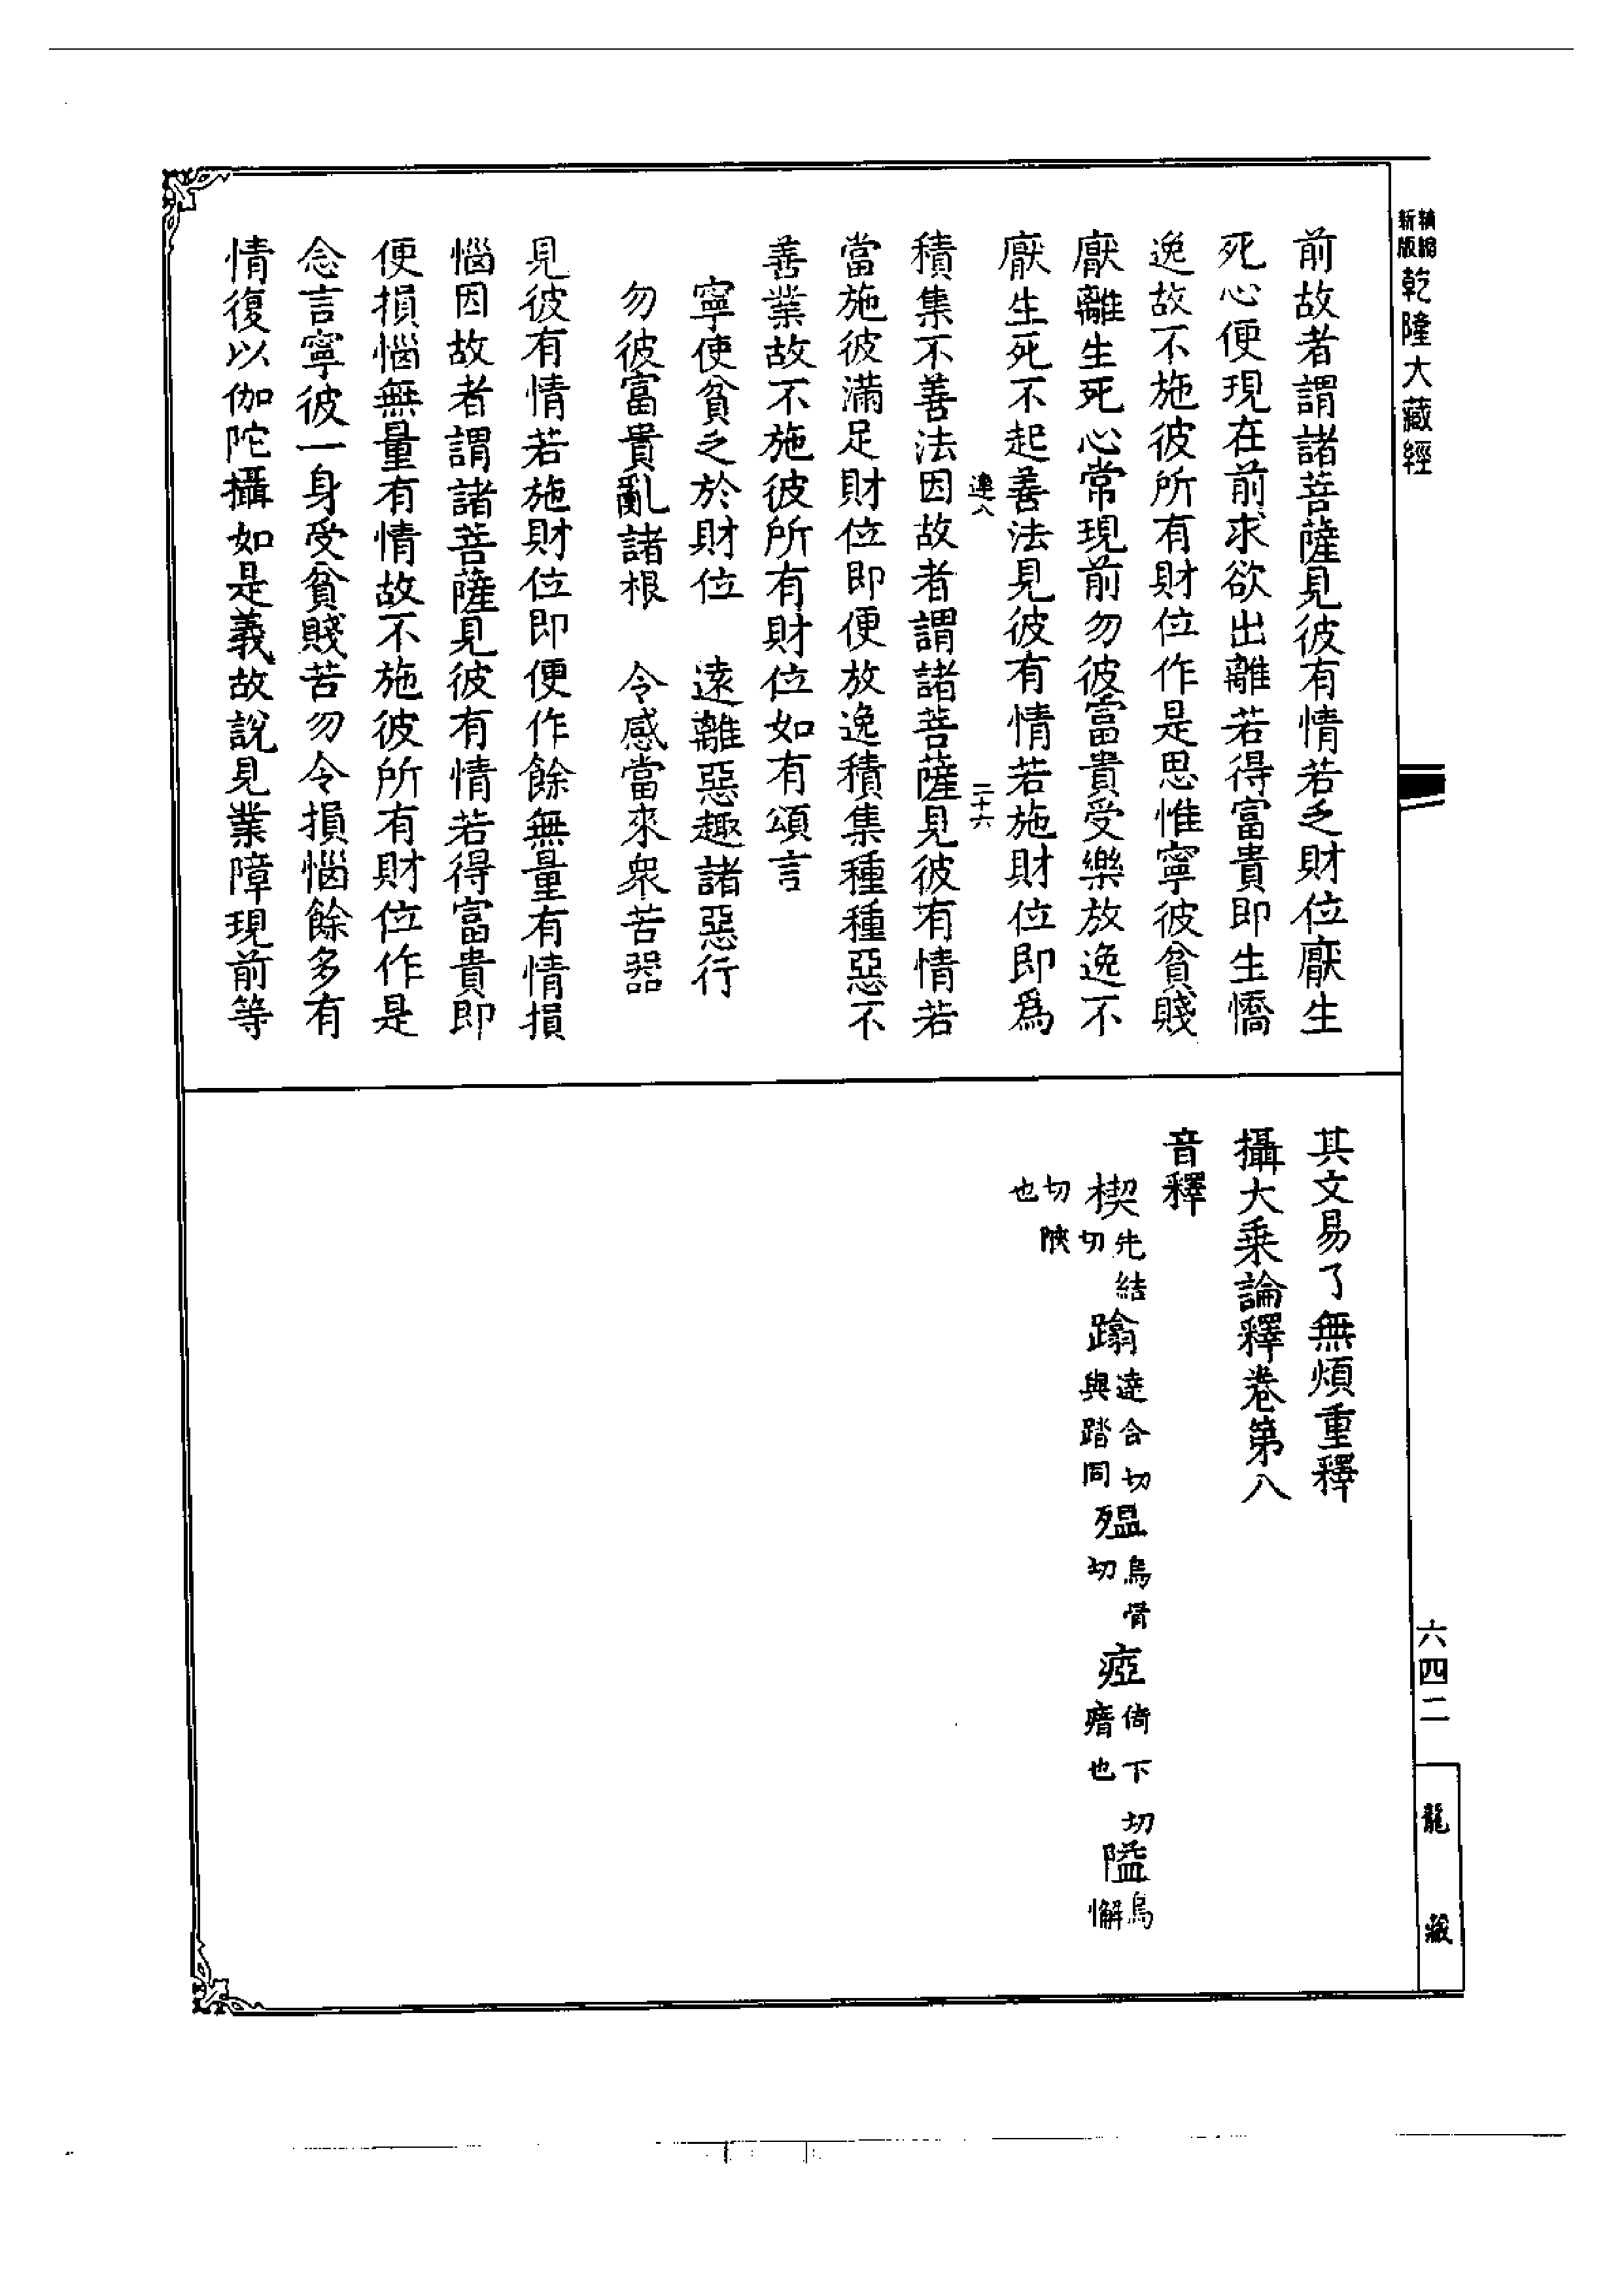 精縮新版乾隆大藏經
前故者謂諸菩薩見彼有情若乏財位厭生
死心便現在前求欲出離若得富貴即生憍
逸故不施彼所有財位作是思惟寧彼貧賤
厭離生死心常現前勿彼富貴受樂放逸不
厭生死不起善法見彼有情若施財位即爲
二十六
積集不善法因故者謂諸菩薩見彼有情若
當施彼滿足財位即便放逸積集種種惡不
善業故不施彼所有財位如有頌言
寧使貧乏於財位 遠離惡趣諸惡行
勿彼富貴亂諸根 令感當來衆苦器
見彼有情若施財位即便作餘無量有情損
惱因故者謂諸菩薩見彼有情若得富貴即
便損惱無量有情故不施彼所有財位作是
念言寧彼一身受貧賤苦勿令損惱餘多有
情復以伽陀攝如是義故説見業障現前等
其文易了無煩重釋
攝大乘論釋卷第八
音釋
楔先結切 蹹達合切與踏同 殟烏骨切 瘂倚下切瘖也 隘烏懈
切陝也
六四二
龍藏